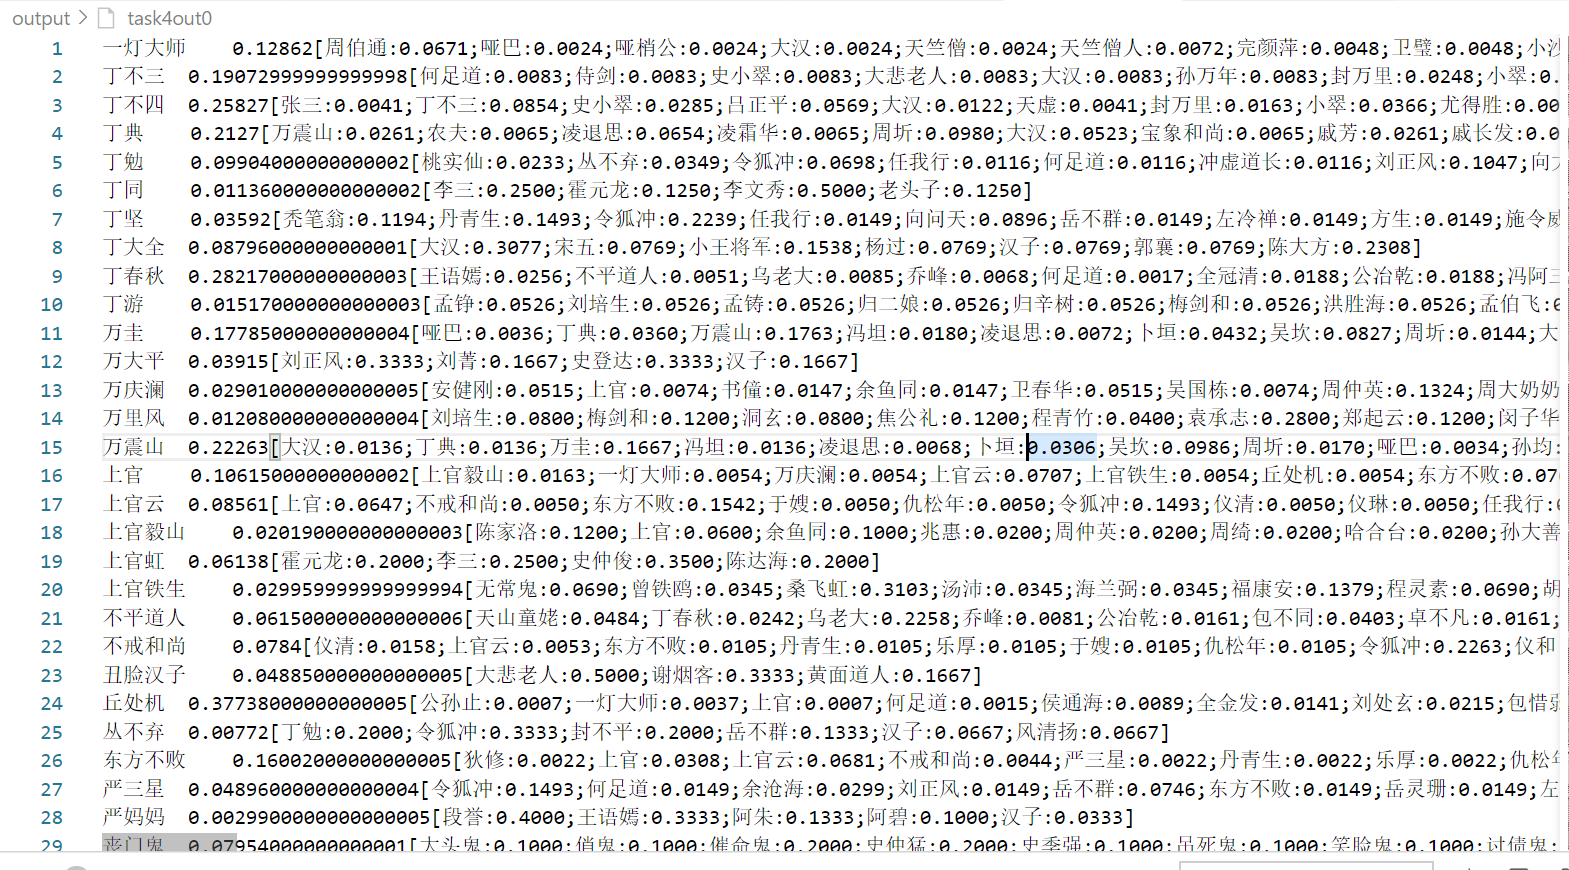 output > task4out0
1 一灯大师 0.12862[周伯通:0.0671;哑巴:0.0024;哑梢公:0.0024;大汉:0.0024;天竺僧:0.0024;天竺僧人:0.0072;完颜萍:0.0048;卫璧:0.0048;小沙
2 丁不三 0.19072999999999998[何足道:0.0083;侍剑:0.0083;史小翠:0.0083;大悲老人:0.0083;大汉:0.0083;孙万年:0.0083;封万里:0.0248;小翠:0.
3 丁不四 0.25827[张三:0.0041;丁不三:0.0854;史小翠:0.0285;吕正平:0.0569;大汉:0.0122;天虚:0.0041;封万里:0.0163;小翠:0.0366;尤得胜:0.00
4 丁典 0.2127[万震山:0.0261;农夫:0.0065;凌退思:0.0654;凌霜华:0.0065;周圻:0.0980;大汉:0.0523;宝象和尚:0.0065;戚芳:0.0261;戚长发:0.0
5 丁勉 0.099040000000000002[桃实仙:0.0233;丛不弃:0.0349;令狐冲:0.0698;任我行:0.0116;何足道:0.0116;冲虚道长:0.0116;刘正风:0.1047;向大
6 丁同 0.011360000000000002[李三:0.2500;霍元龙:0.1250;李文秀:0.5000;老头子:0.1250]
7 丁坚 0.03592[秃笔翁:0.1194;丹青生:0.1493;令狐冲:0.2239;任我行:0.0149;向问天:0.0896;岳不群:0.0149;左冷禅:0.0149;方生:0.0149;施令威
8 丁大全 0.08796000000000001[大汉:0.3077;宋五:0.0769;小王将军:0.1538;杨过:0.0769;汉子:0.0769;郭襄:0.0769;陈大方:0.2308]
9 丁春秋 0.28217000000000003[王语嫣:0.0256;不平道人:0.0051;乌老大:0.0085;乔峰:0.0068;何足道:0.0017;全冠清:0.0188;公冶乾:0.0188;冯阿三
10 丁游 0.015170000000000003[孟铮:0.0526;刘培生:0.0526;孟铸:0.0526;归二娘:0.0526;归辛树:0.0526;梅剑和:0.0526;洪胜海:0.0526;孟伯飞:0
11 万圭 0.17785000000000004[哑巴:0.0036;丁典:0.0360;万震山:0.1763;冯坦:0.0180;凌退思:0.0072;卜垣:0.0432;吴坎:0.0827;周圻:0.0144;大
12 万大平 0.03915[刘正风:0.3333;刘菁:0.1667;史登达:0.3333;汉子:0.1667]
13 万庆澜 0.029010000000000005[安健刚:0.0515;上官:0.0074;书僮:0.0147;余鱼同:0.0147;卫春华:0.0515;吴国栋:0.0074;周仲英:0.1324;周大奶奶
14 万里风 0.012080000000000004[刘培生:0.0800;梅剑和:0.1200;洞玄:0.0800;焦公礼:0.1200;程青竹:0.0400;袁承志:0.2800;郑起云:0.1200;闵子华
15 万震山 0.22263[大汉:0.0136;丁典:0.0136;万圭:0.1667;冯坦:0.0136;凌退思:0.0068;卜垣:0.0306;吴坎:0.0986;周圻:0.0170;哑巴:0.0034;孙均:
16 上官 0.10615000000000002[上官毅山:0.0163;一灯大师:0.0054;万庆澜:0.0054;上官云:0.0707;上官铁生:0.0054;丘处机:0.0054;东方不败:0.07
17 上官云 0.08561[上官:0.0647;不戒和尚:0.0050;东方不败:0.1542;于嫂:0.0050;仇松年:0.0050;令狐冲:0.1493;仪清:0.0050;仪琳:0.0050;任我行:
18 上官毅山 0.020190000000000003[陈家洛:0.1200;上官:0.0600;余鱼同:0.1000;兆惠:0.0200;周仲英:0.0200;周绮:0.0200;哈合台:0.0200;孙大善
19 上官虹 0.06138[霍元龙:0.2000;李三:0.2500;史仲俊:0.3500;陈达海:0.2000]
20 上官铁生 0.029959999999999994[无常鬼:0.0690;曾铁鸥:0.0345;桑飞虹:0.3103;汤沛:0.0345;海兰弼:0.0345;福康安:0.1379;程灵素:0.0690;胡
21 不平道人 0.06150000000000006[天山童姥:0.0484;丁春秋:0.0242;乌老大:0.2258;乔峰:0.0081;公冶乾:0.0161;包不同:0.0403;卓不凡:0.0161;
22 不戒和尚 0.0784[仪清:0.0158;上官云:0.0053;东方不败:0.0105;丹青生:0.0105;乐厚:0.0105;于嫂:0.0105;仇松年:0.0105;令狐冲:0.2263;仪和
23 丑脸汉子 0.048850000000000005[大悲老人:0.5000;谢烟客:0.3333;黄面道人:0.1667]
24 丘处机 0.37738000000000005[公孙止:0.0007;一灯大师:0.0037;上官:0.0007;何足道:0.0015;侯通海:0.0089;全金发:0.0141;刘处玄:0.0215;包惜弱
25 丛不弃 0.00772[丁勉:0.2000;令狐冲:0.3333;封不平:0.2000;岳不群:0.1333;汉子:0.0667;风清扬:0.0667]
26 东方不败 0.16002000000000005[狄修:0.0022;上官:0.0308;上官云:0.0681;不戒和尚:0.0044;严三星:0.0022;丹青生:0.0022;乐厚:0.0022;仇松年
27 严三星 0.048960000000000004[令狐冲:0.1493;何足道:0.0149;余沧海:0.0299;刘正风:0.0149;岳不群:0.0746;东方不败:0.0149;岳灵珊:0.0149;左
28 严妈妈 0.0029900000000000005[段誉:0.4000;王语嫣:0.3333;阿朱:0.1333;阿碧:0.1000;汉子:0.0333]
29 丧门鬼 0.07954000000000001[大头鬼:0.1000;俏鬼:0.1000;催命鬼:0.2000;史仲猛:0.2000;史季强:0.1000;吊死鬼:0.1000;笑脸鬼:0.1000;讨债鬼: